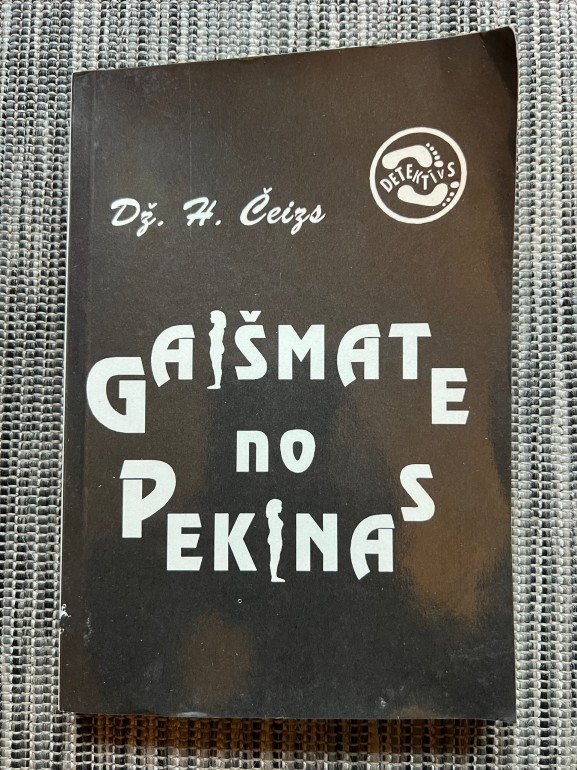 DETEKTĪVS
Dž. H. Čeizs
GAIŠMATE
no
PEKINAS